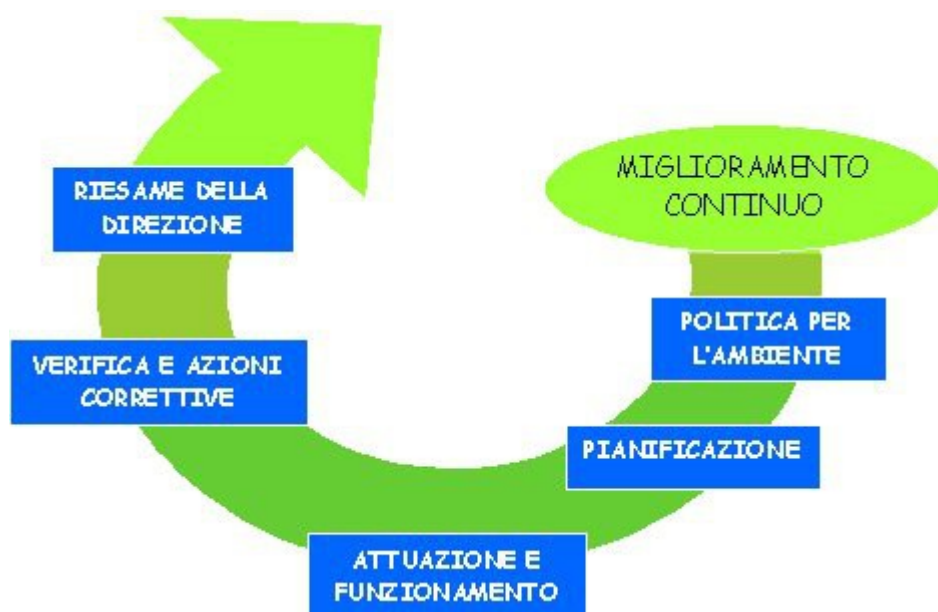 MIGLIORAMENTO
CONTINUO
POLITICA PER
L'AMBIENTE
PIANIFICAZIONE
ATTUAZIONE E
FUNZIONAMENTO
VERIFICA E AZIONI
CORRETTIVE
RIESAME DELLA
DIREZIONE